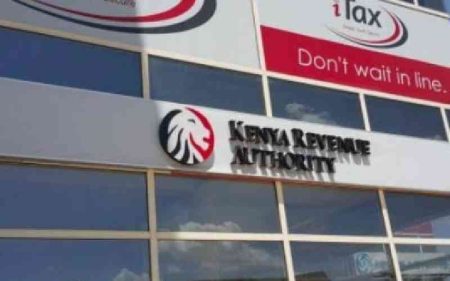 iTax
Don't wait in line.
KENYA REVENUE
AUTHORITY